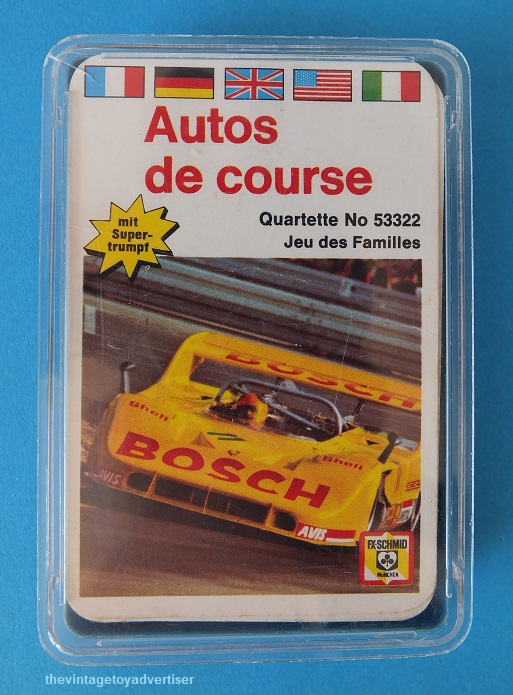 Autos
de course
Quartette No 53322
Jeu des Familles
mit
Super-
trumpf
BOSCH
Shell
Shell
BOSCH
AVIS
AVIS
FX-SCHMID
MÜNCHEN
thevintagetoyadvertiser